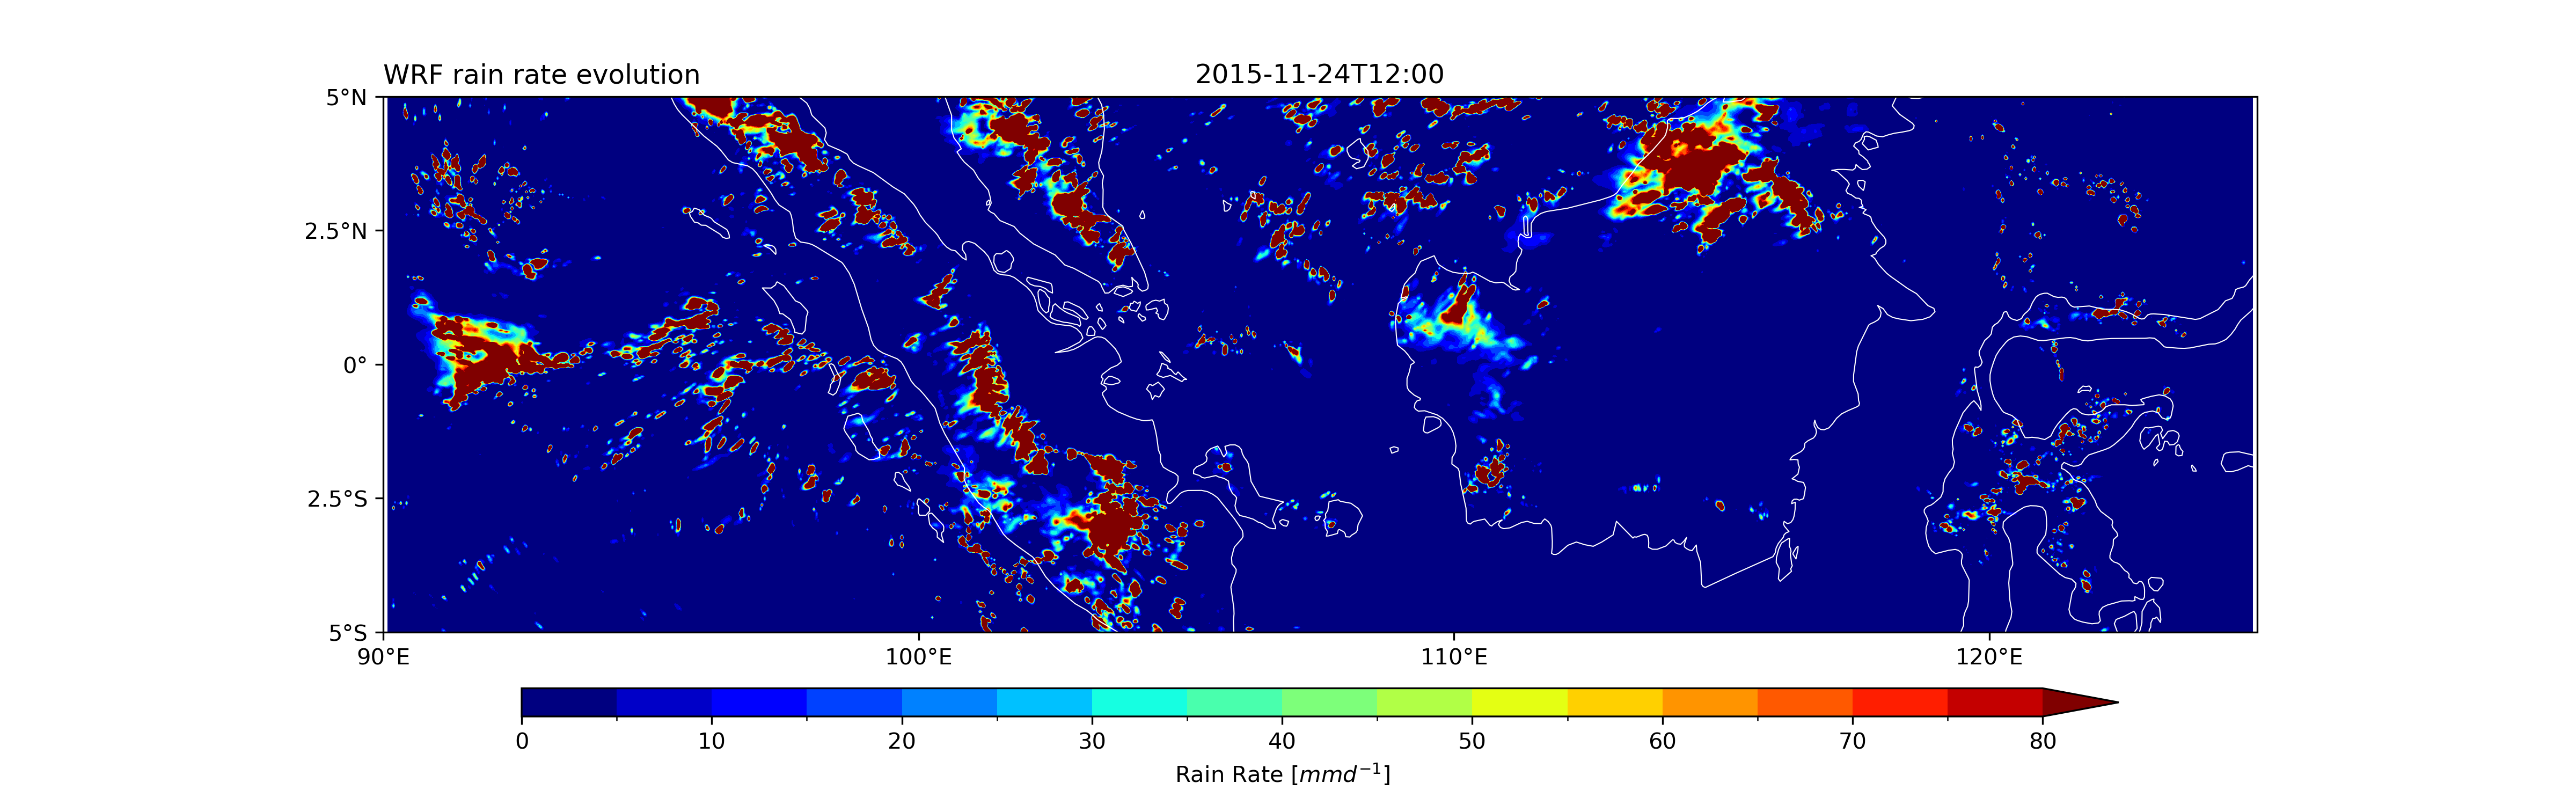 WRF rain rate evolution
2015-11-24T12:00
5°N
2.5°N
0°
2.5°S
5°S
90°E 100°E 110°E 120°E
0 10 20 30 40 50 60 70 80
Rain Rate [mmd⁻¹]